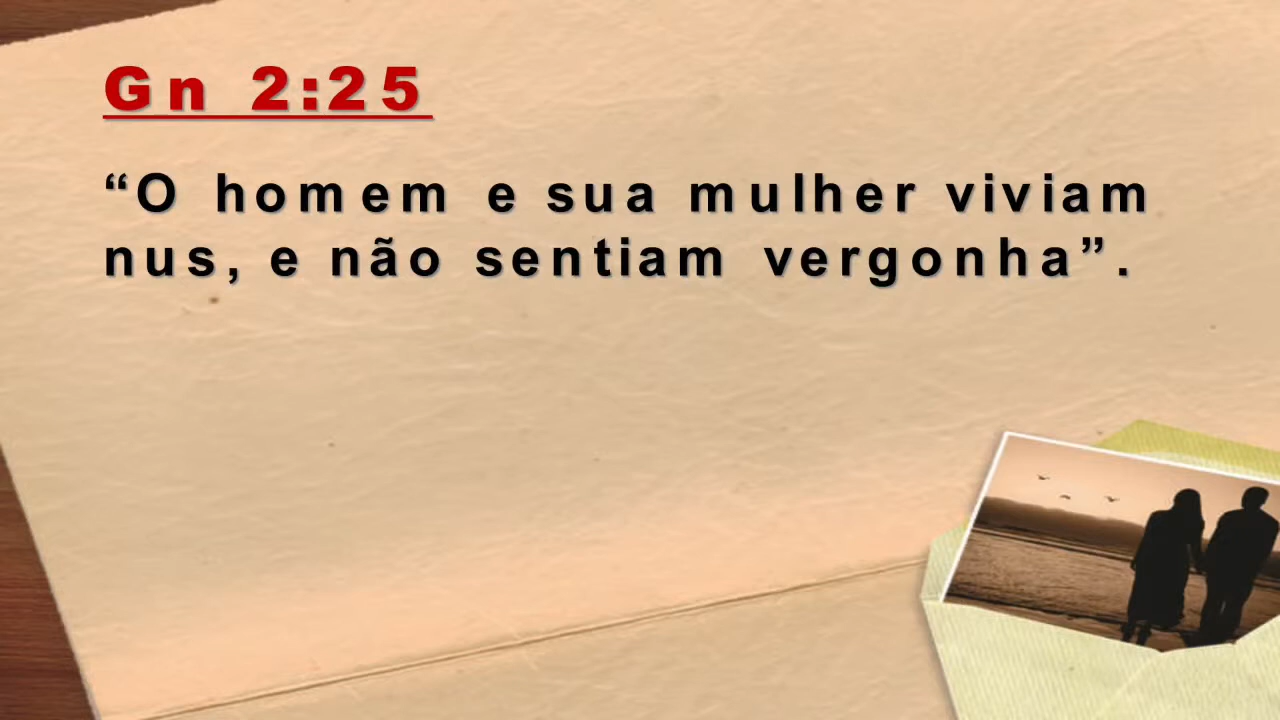 Gn 2:25
“O homem e sua mulher viviam
nus, e não sentiam vergonha”.